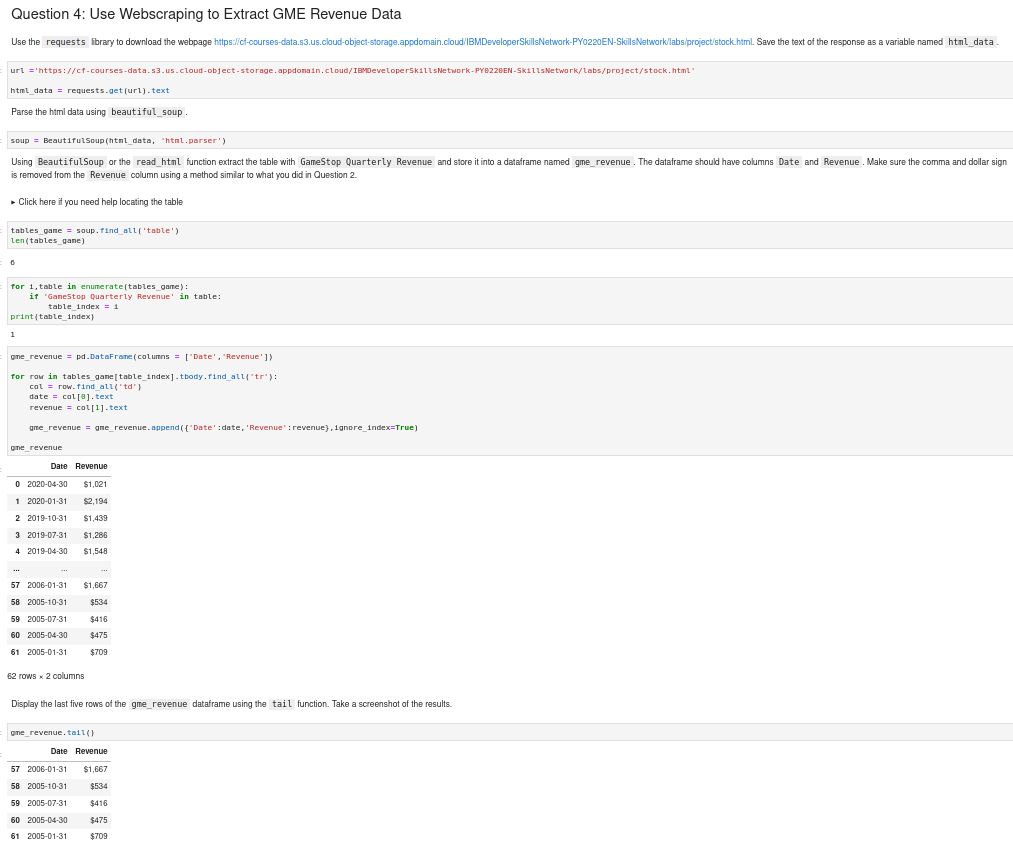 Question 4: Use Webscraping to Extract GME Revenue Data
Use the requests library to download the webpage https://cf-courses-data.s3.us.cloud-object-storage.appdomain.cloud/IBMDeveloperSkillsNetwork-PY0220EN-SkillsNetwork/labs/project/stock.html. Save the text of the response as a variable named html_data.
url ='https://cf-courses-data.s3.us.cloud-object-storage.appdomain.cloud/IBMDeveloperSkillsNetwork-PY0220EN-SkillsNetwork/labs/project/stock.html'
html_data = requests.get(url).text
Parse the html data using beautiful_soup.
soup = BeautifulSoup(html_data, 'html.parser')
Using BeautifulSoup or the read_html function extract the table with GameStop Quarterly Revenue and store it into a dataframe named gme_revenue. The dataframe should have columns Date and Revenue. Make sure the comma and dollar sign
is removed from the Revenue column using a method similar to what you did in Question 2.
▸ Click here if you need help locating the table
tables_game = soup.find_all('table')
len(tables_game)
6
for i,table in enumerate(tables_game):
    if 'GameStop Quarterly Revenue' in table:
        table_index = i
print(table_index)
1
gme_revenue = pd.DataFrame(columns = ['Date','Revenue'])
for row in tables_game[table_index].tbody.find_all('tr'):
    col = row.find_all('td')
    date = col[0].text
    revenue = col[1].text
    gme_revenue = gme_revenue.append({'Date':date,'Revenue':revenue},ignore_index=True)
gme_revenue
Date Revenue
0 2020-04-30 $1,021
1 2020-01-31 $2,194
2 2019-10-31 $1,439
3 2019-07-31 $1,286
4 2019-04-30 $1,548
... ... ...
57 2006-01-31 $1,667
58 2005-10-31 $534
59 2005-07-31 $416
60 2005-04-30 $475
61 2005-01-31 $709
62 rows × 2 columns
Display the last five rows of the gme_revenue dataframe using the tail function. Take a screenshot of the results.
gme_revenue.tail()
Date Revenue
57 2006-01-31 $1,667
58 2005-10-31 $534
59 2005-07-31 $416
60 2005-04-30 $475
61 2005-01-31 $709